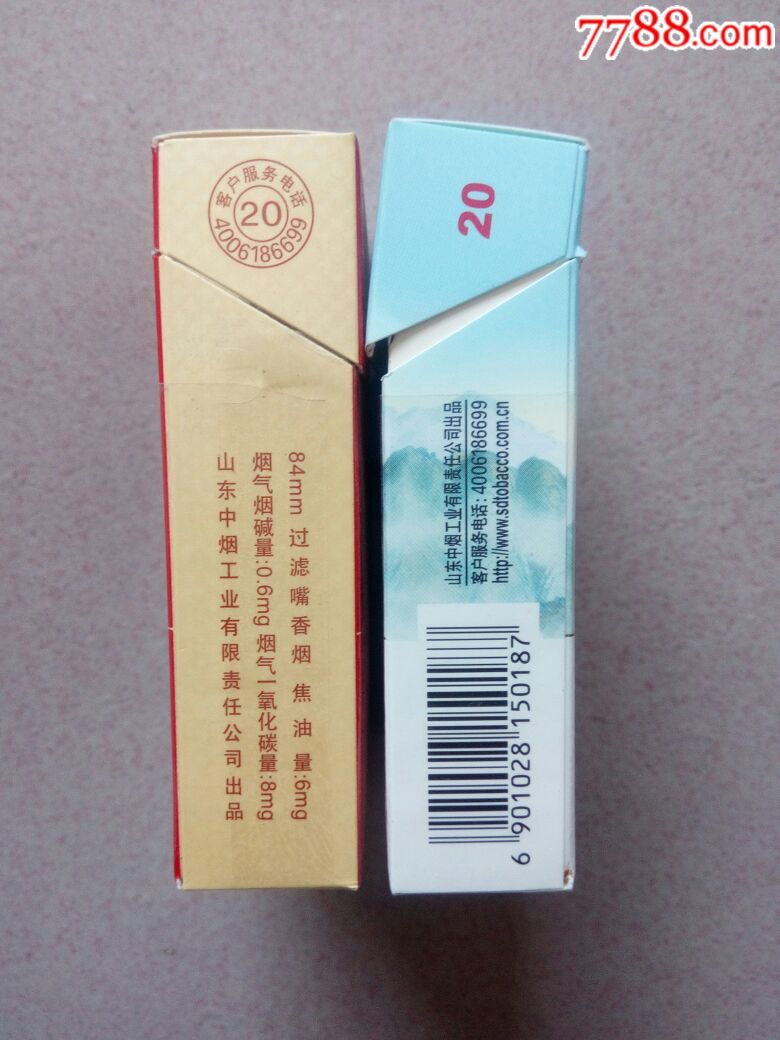 7788.com
客户服务电话
20
4006186699
84mm 过滤嘴香烟 焦油量:6mg
烟气烟碱量:0.6mg 烟气一氧化碳量:8mg
山东中烟工业有限责任公司出品
20
山东中烟工业有限责任公司出品
客户服务电话:4006186699
http://www.sdtobacco.com.cn
6 901028 150187